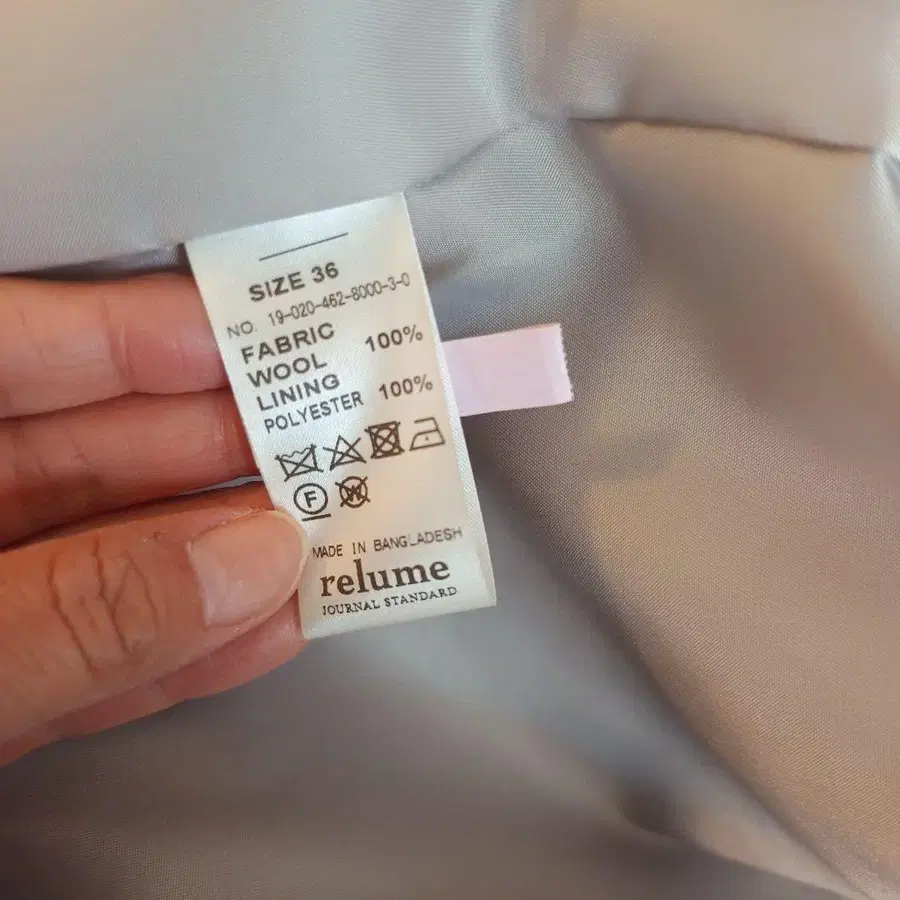 SIZE 36
NO. 19-020-462-8000-3-0
FABRIC
WOOL 100%
LINING
POLYESTER 100%
F W
MADE IN BANGLADESH
relume
JOURNAL STANDARD